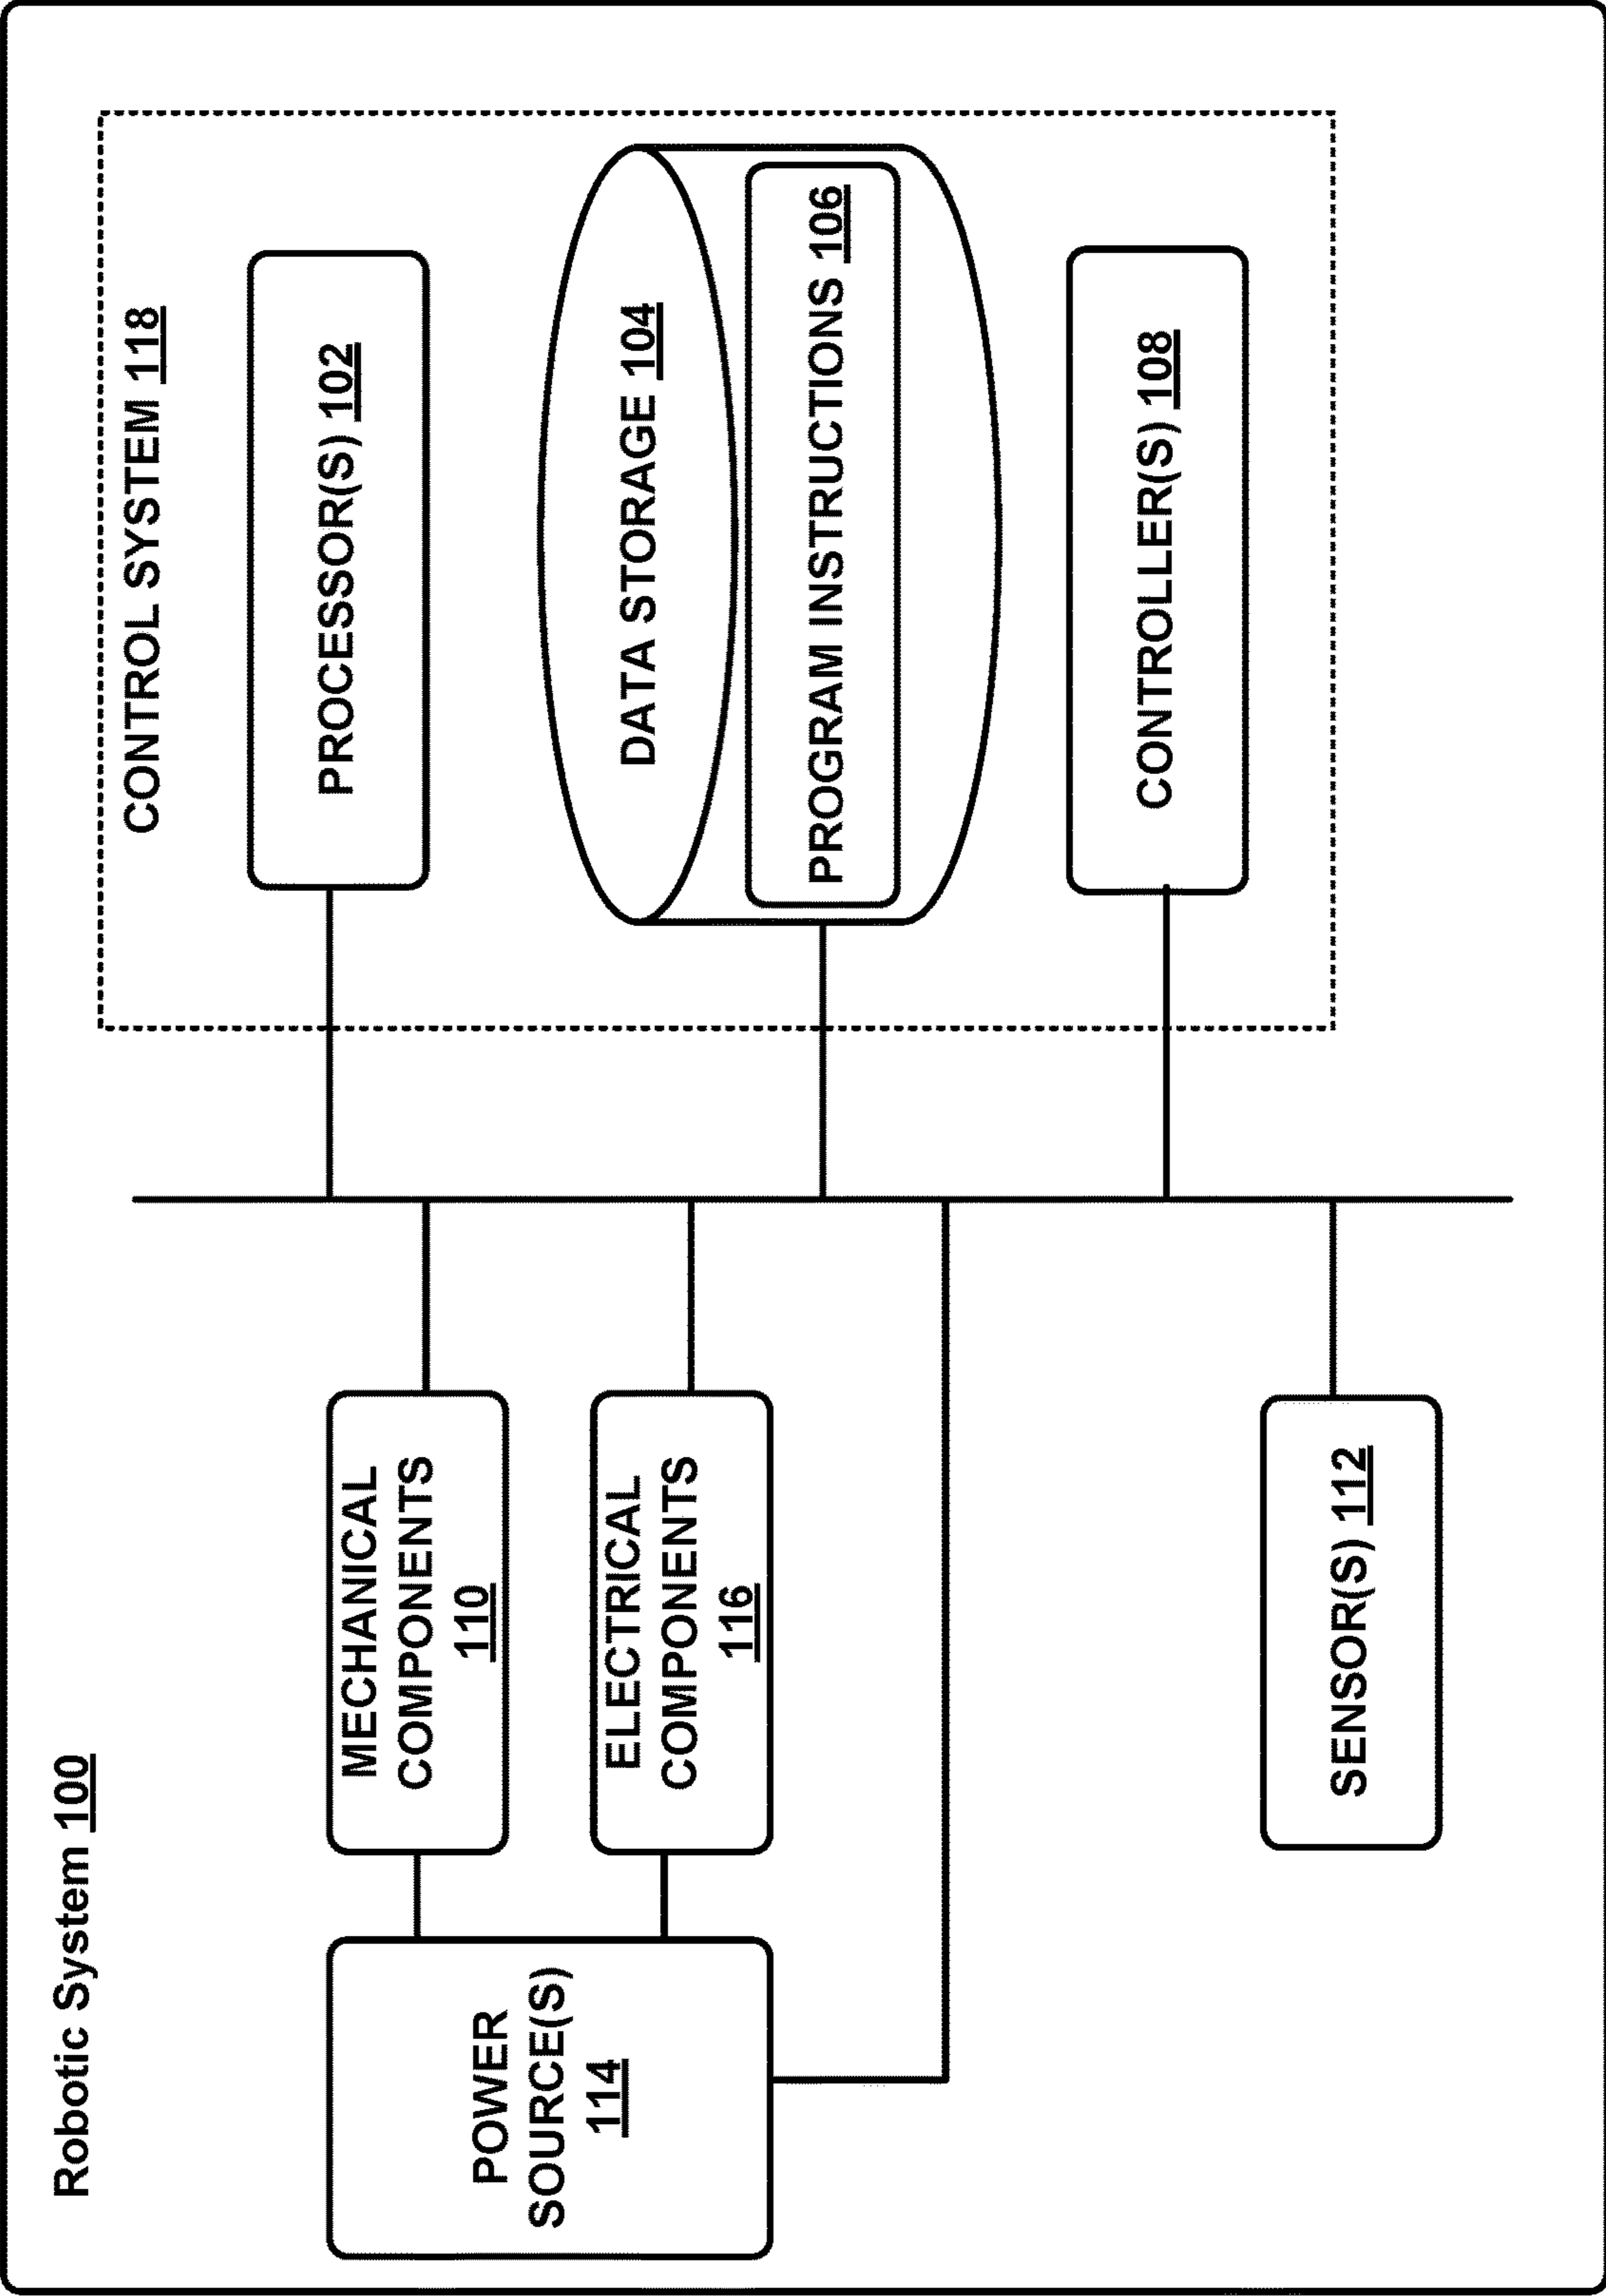 Robotic System 100
CONTROL SYSTEM 118
PROCESSOR(S) 102
DATA STORAGE 104
PROGRAM INSTRUCTIONS 106
CONTROLLER(S) 108
MECHANICAL
COMPONENTS
110
ELECTRICAL
COMPONENTS
116
POWER
SOURCE(S)
114
SENSOR(S) 112